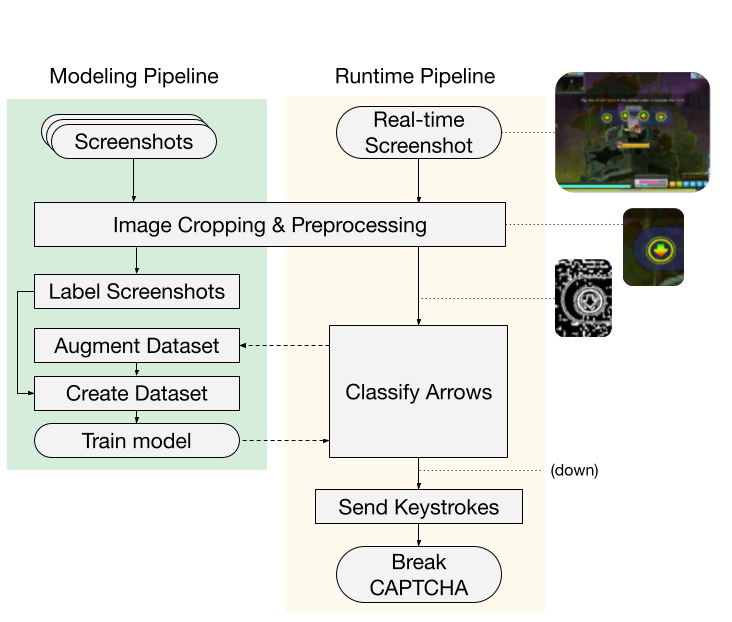 Modeling Pipeline
Runtime Pipeline
Screenshots
Real-time
Screenshot
Image Cropping & Preprocessing
Label Screenshots
Augment Dataset
Create Dataset
Train model
Classify Arrows
(down)
Send Keystrokes
Break
CAPTCHA